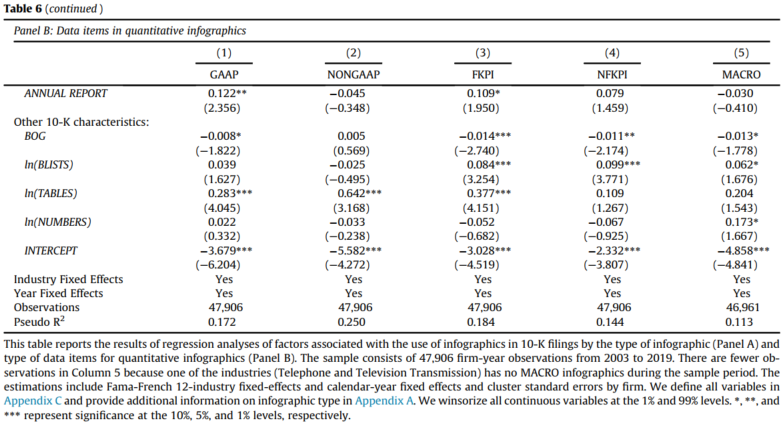 Table 6 (continued )
Panel B: Data items in quantitative infographics
(1) (2) (3) (4) (5)
GAAP NONGAAP FKPI NFKPI MACRO
ANNUAL REPORT 0.122** −0.045 0.109* 0.079 −0.030
(2.356) (−0.348) (1.950) (1.459) (−0.410)
Other 10-K characteristics:
BOG −0.008* 0.005 −0.014*** −0.011** −0.013*
(−1.822) (0.569) (−2.740) (−2.174) (−1.778)
ln(BLISTS) 0.039 −0.025 0.084*** 0.099*** 0.062*
(1.627) (−0.495) (3.254) (3.771) (1.676)
ln(TABLES) 0.283*** 0.642*** 0.377*** 0.109 0.204
(4.045) (3.168) (4.151) (1.267) (1.543)
ln(NUMBERS) 0.022 −0.033 −0.052 −0.067 0.173*
(0.332) (−0.238) (−0.682) (−0.925) (1.667)
INTERCEPT −3.679*** −5.582*** −3.028*** −2.332*** −4.858***
(−6.204) (−4.272) (−4.519) (−3.807) (−4.841)
Industry Fixed Effects Yes Yes Yes Yes Yes
Year Fixed Effects Yes Yes Yes Yes Yes
Observations 47,906 47,906 47,906 47,906 46,961
Pseudo R² 0.172 0.250 0.184 0.144 0.113
This table reports the results of regression analyses of factors associated with the use of infographics in 10-K filings by the type of infographic (Panel A) and
type of data items for quantitative infographics (Panel B). The sample consists of 47,906 firm-year observations from 2003 to 2019. There are fewer ob-
servations in Column 5 because one of the industries (Telephone and Television Transmission) has no MACRO infographics during the sample period. The
estimations include Fama-French 12-industry fixed-effects and calendar-year fixed effects and cluster standard errors by firm. We define all variables in
Appendix C and provide additional information on infographic type in Appendix A. We winsorize all continuous variables at the 1% and 99% levels. *, **, and
*** represent significance at the 10%, 5%, and 1% levels, respectively.